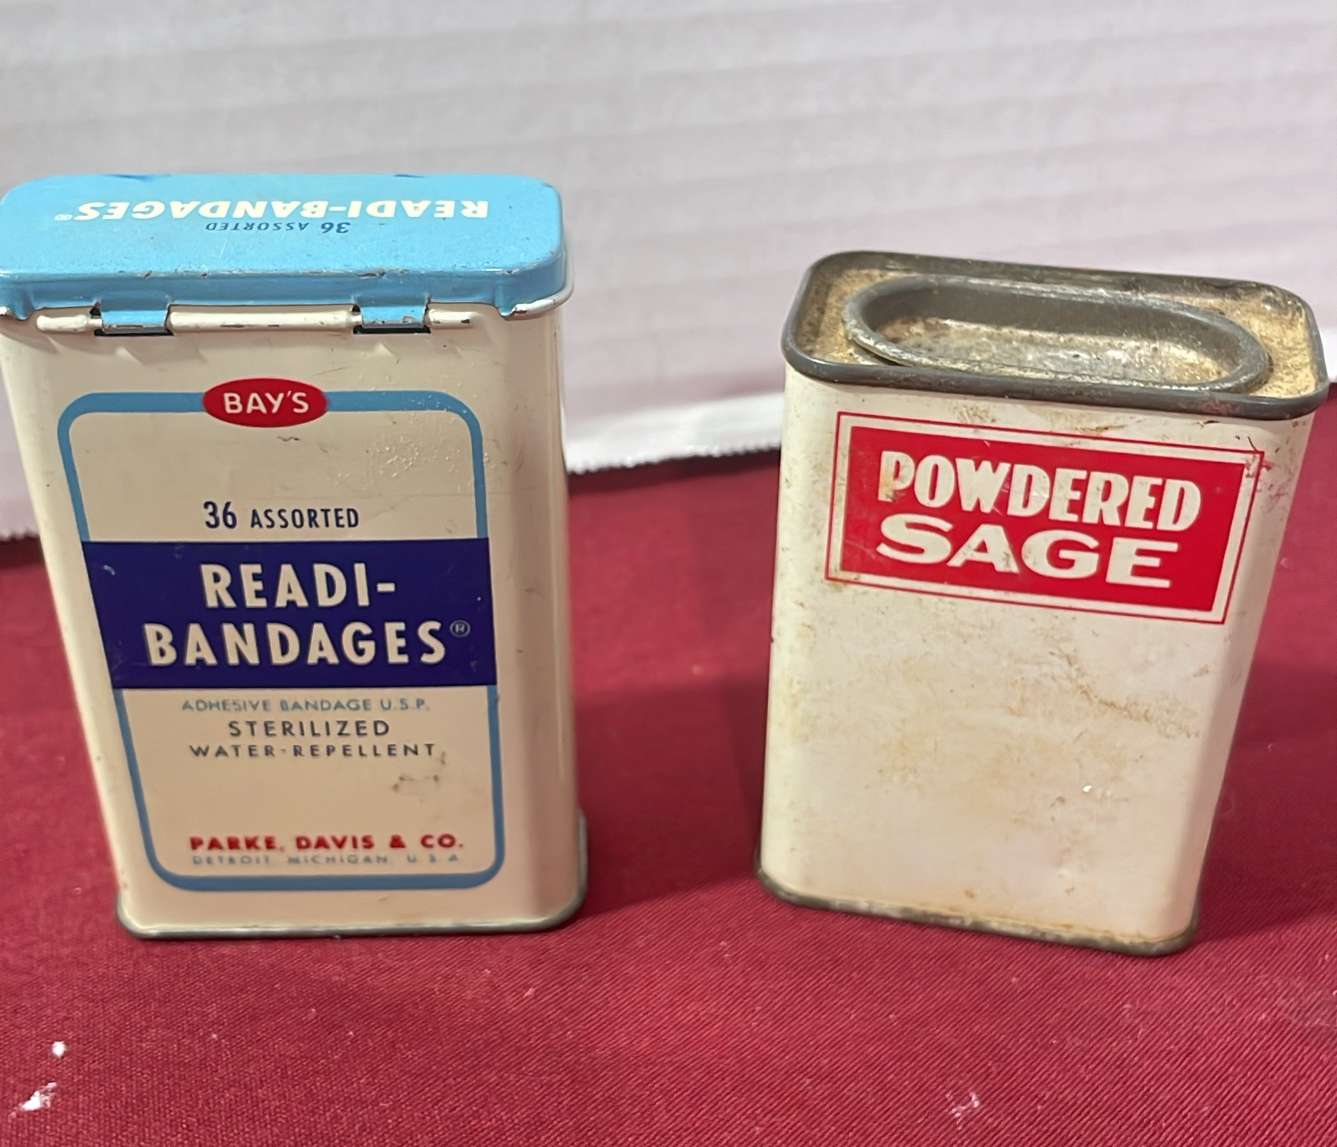 READI-BANDAGES®
36 ASSORTED
BAY'S
36 ASSORTED
READI-
BANDAGES®
ADHESIVE BANDAGE U.S.P.
STERILIZED
WATER-REPELLENT
PARKE, DAVIS & CO.
DETROIT, MICHIGAN, U.S.A.
POWDERED
SAGE